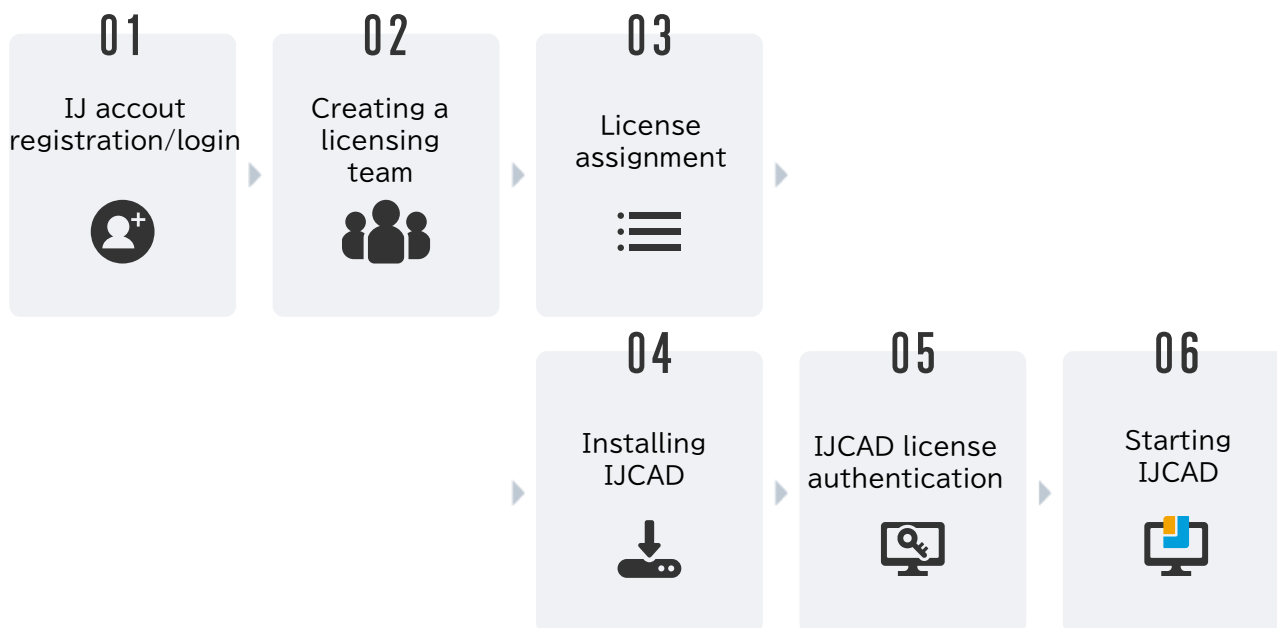 01
IJ accout
registration/login
02
Creating a
licensing
team
03
License
assignment
04
Installing
IJCAD
05
IJCAD license
authentication
06
Starting
IJCAD